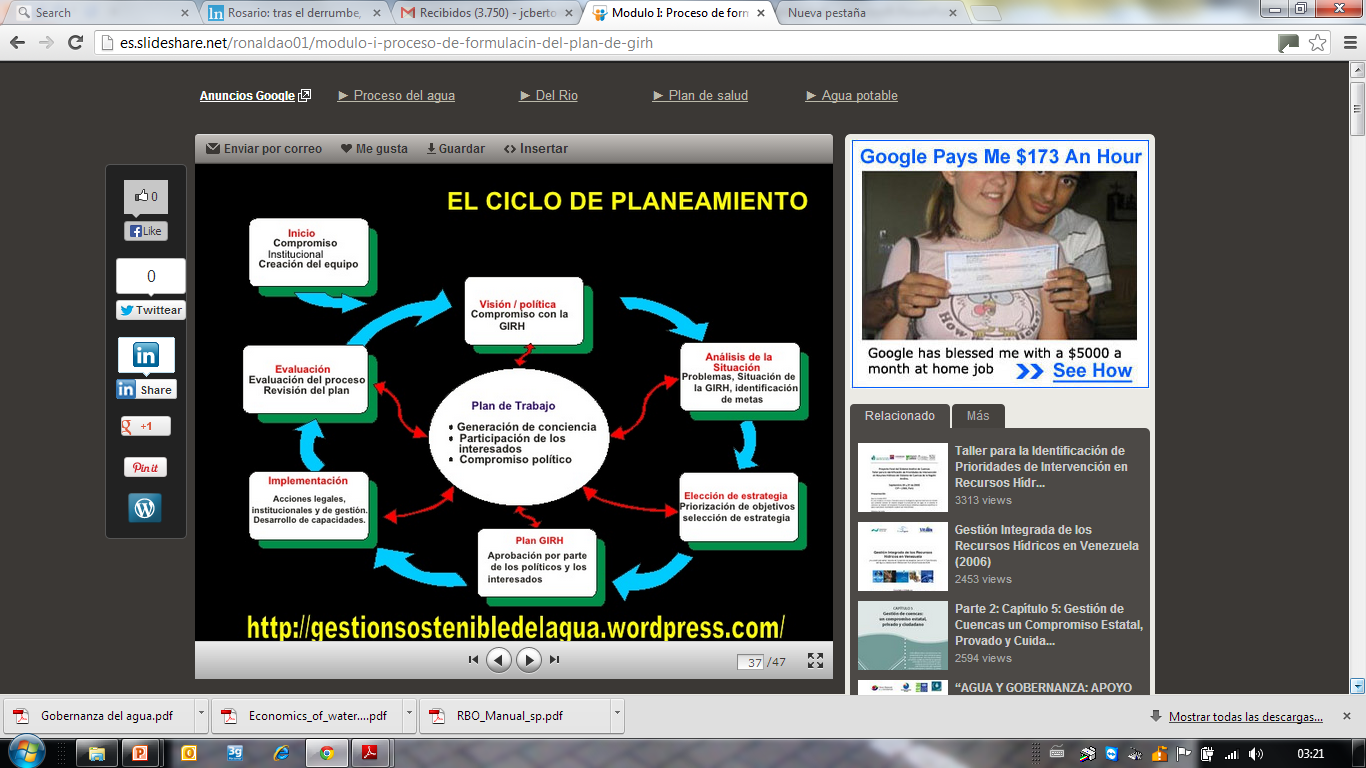 Search
Rosario: tras el derrumbe,
Recibidos (3.750) - jcberto
Modulo I: Proceso de form
Nueva pestaña
es.slideshare.net/ronaldao01/modulo-i-proceso-de-formulacin-del-plan-de-girh
Anuncios Google
► Proceso del agua
► Del Rio
► Plan de salud
► Agua potable
Enviar por correo
Me gusta
Guardar
Insertar
0
Like
0
Twittear
in
in Share
g +1
Pin it
EL CICLO DE PLANEAMIENTO
Inicio
Compromiso
Institucional
Creación del equipo
Visión / política
Compromiso con la
GIRH
Análisis de la
Situación
Problemas, Situación de
la GIRH, identificación
de metas
Evaluación
Evaluación del proceso
Revisión del plan
Plan de Trabajo
• Generación de conciencia
• Participación de los
interesados
• Compromiso político
Implementación
Acciones legales,
institucionales y de gestión.
Desarrollo de capacidades.
Elección de estrategia
Priorización de objetivos
selección de estrategia
Plan GIRH
Aprobación por parte
de los políticos y los
interesados
http://gestionsostenibledelagua.wordpress.com/
37 /47
Google Pays Me $173 An Hour
Google has blessed me with a $5000 a
month at home job
See How
Relacionado
Más
Taller para la Identificación de
Prioridades de Intervención en
Recursos Hidr...
3313 views
Gestión Integrada de los
Recursos Hídricos en Venezuela
(2006)
2453 views
Parte 2: Capítulo 5: Gestión de
Cuencas un Compromiso Estatal,
Provado y Cuida...
2594 views
“AGUA Y GOBERNANZA: APOYO
Gobernanza del agua.pdf
Economics_of_water....pdf
RBO_Manual_sp.pdf
Mostrar todas las descargas...
03:21